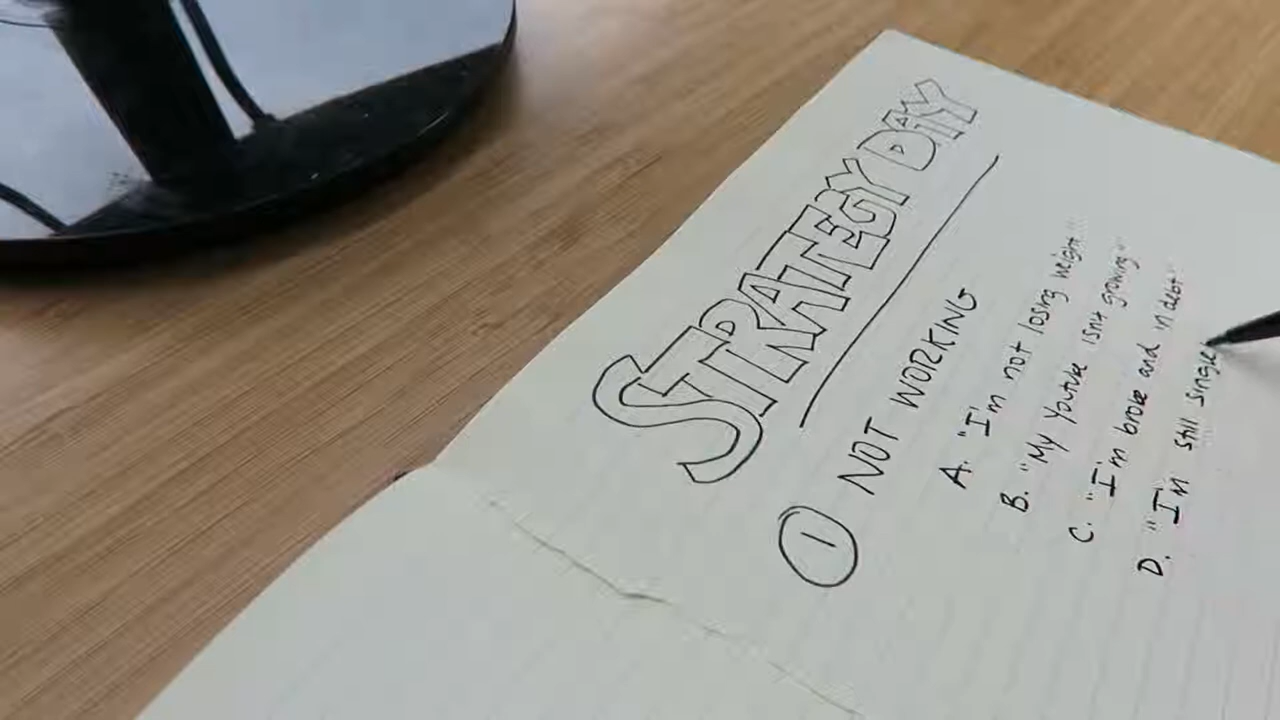 STRATEGY DAY
1 NOT WORKING
A. "I'm not losing weight"
B. "My Youtube isn't growing"
C. "I'm broke and in debt"
D. "I'm still single